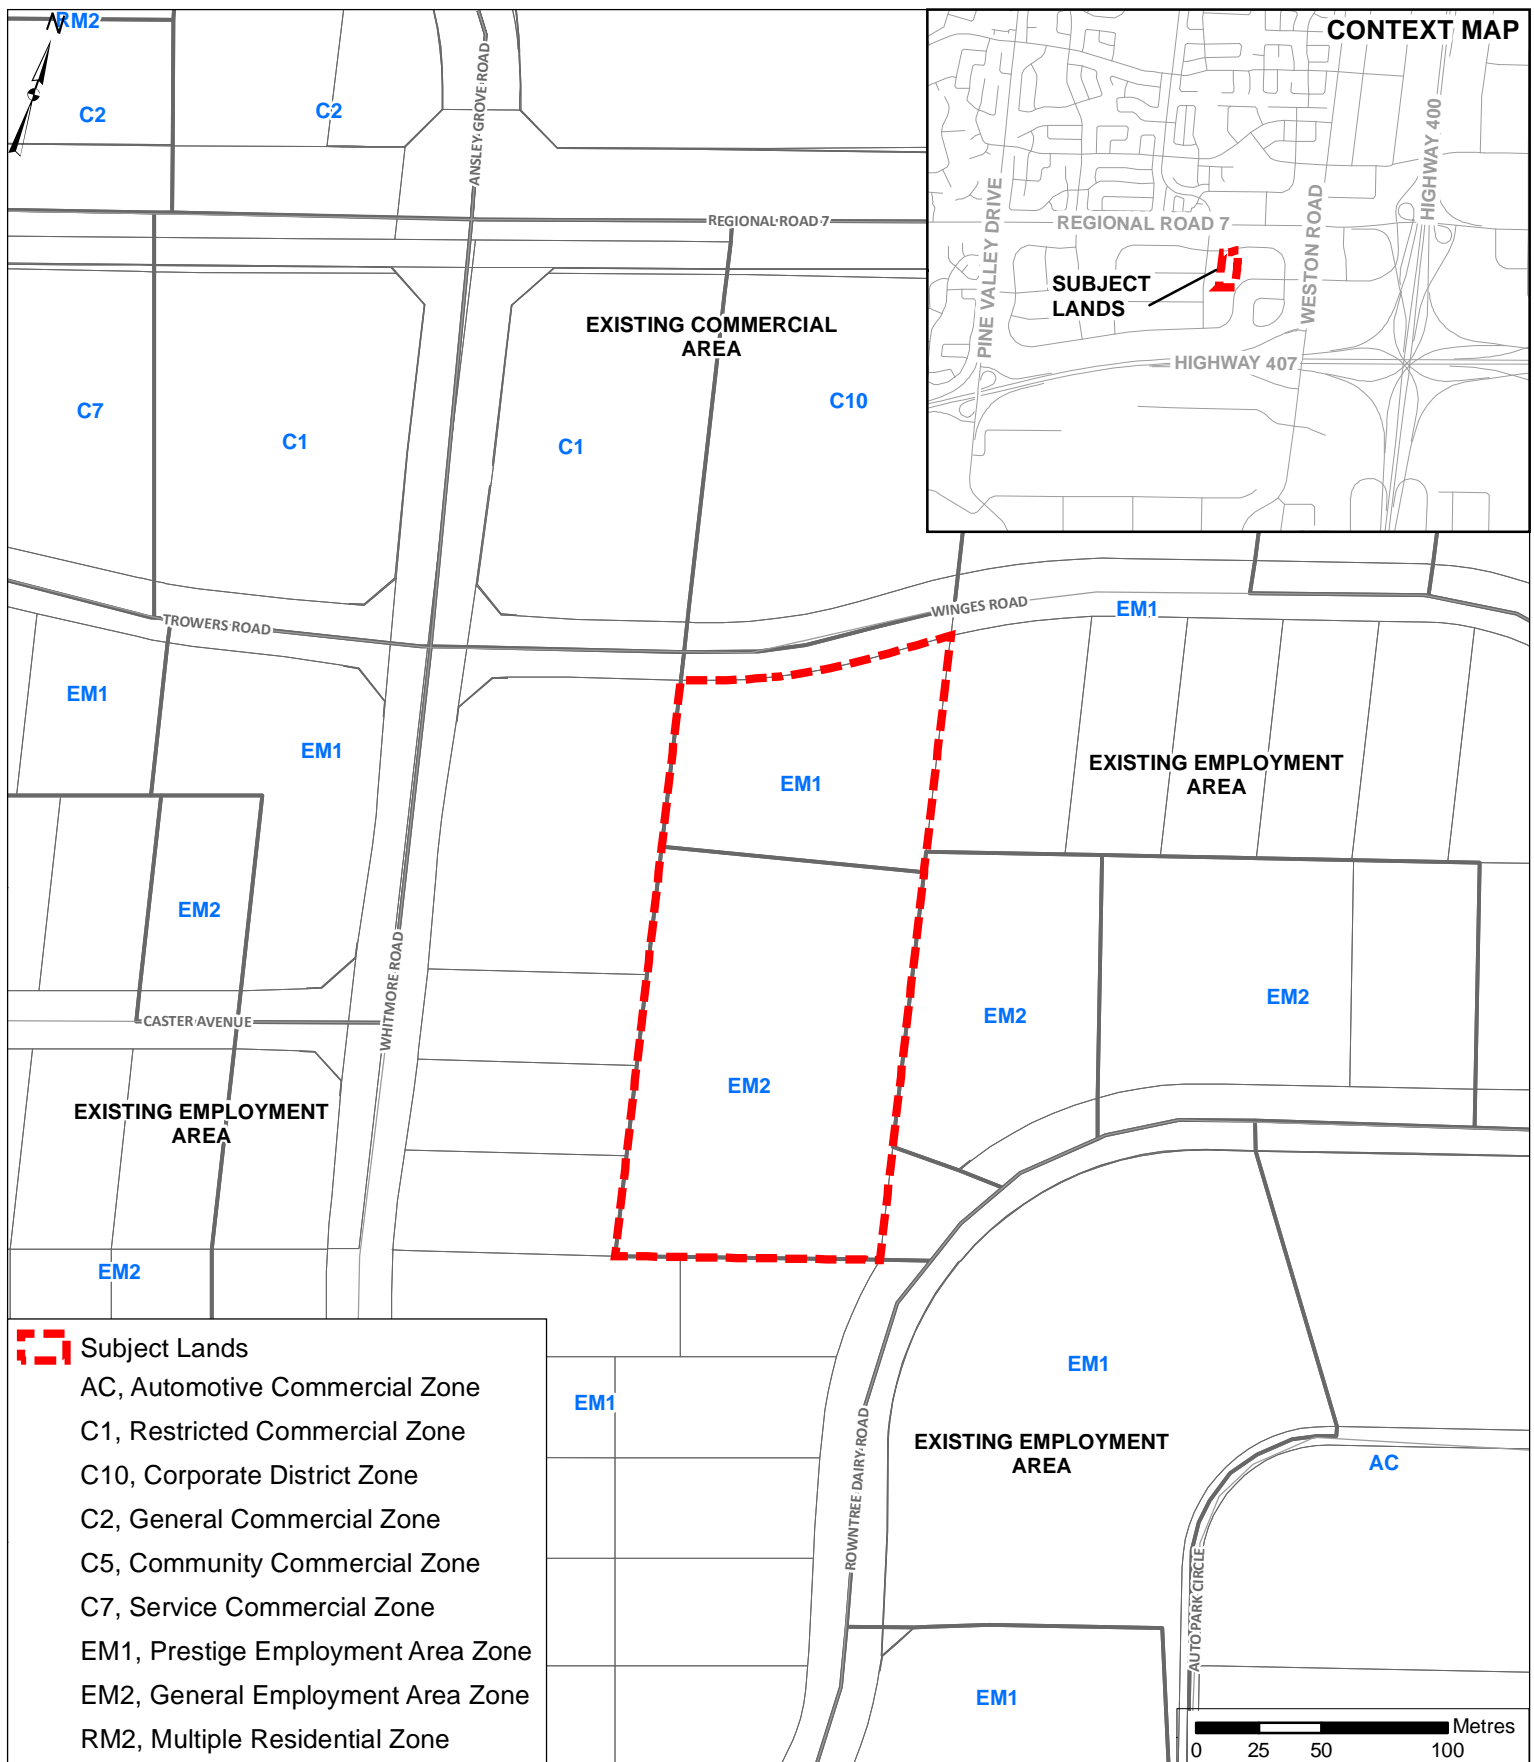 N
RM2
C2
C2
ANSLEY GROVE ROAD
REGIONAL ROAD 7
EXISTING COMMERCIAL
AREA
C7
C1
C1
C10
CONTEXT MAP
HIGHWAY 400
PINE VALLEY DRIVE
REGIONAL ROAD 7
WESTON ROAD
SUBJECT
LANDS
HIGHWAY 407
TROWERS ROAD
WINGES ROAD
EM1
EM1
EM1
EM1
EXISTING EMPLOYMENT
AREA
EM2
WHITMORE ROAD
CASTER AVENUE
EM2
EM2
EM2
EXISTING EMPLOYMENT
AREA
EM2
EM1
EM1
EXISTING EMPLOYMENT
AREA
AC
ROWNTREE DAIRY ROAD
AUTO PARK CIRCLE
EM1
Subject Lands
AC, Automotive Commercial Zone
C1, Restricted Commercial Zone
C10, Corporate District Zone
C2, General Commercial Zone
C5, Community Commercial Zone
C7, Service Commercial Zone
EM1, Prestige Employment Area Zone
EM2, General Employment Area Zone
RM2, Multiple Residential Zone
Metres
0 25 50 100